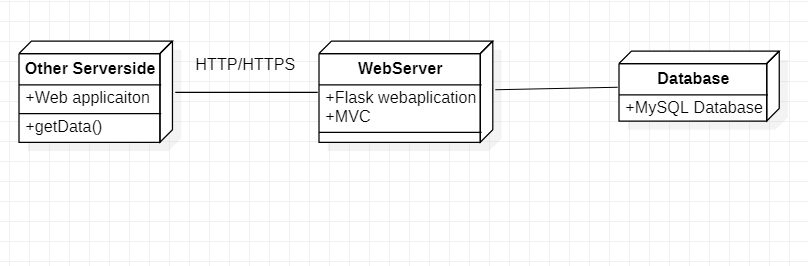 Other Serverside
+Web applicaiton
+getData()
HTTP/HTTPS
WebServer
+Flask webaplication
+MVC
Database
+MySQL Database